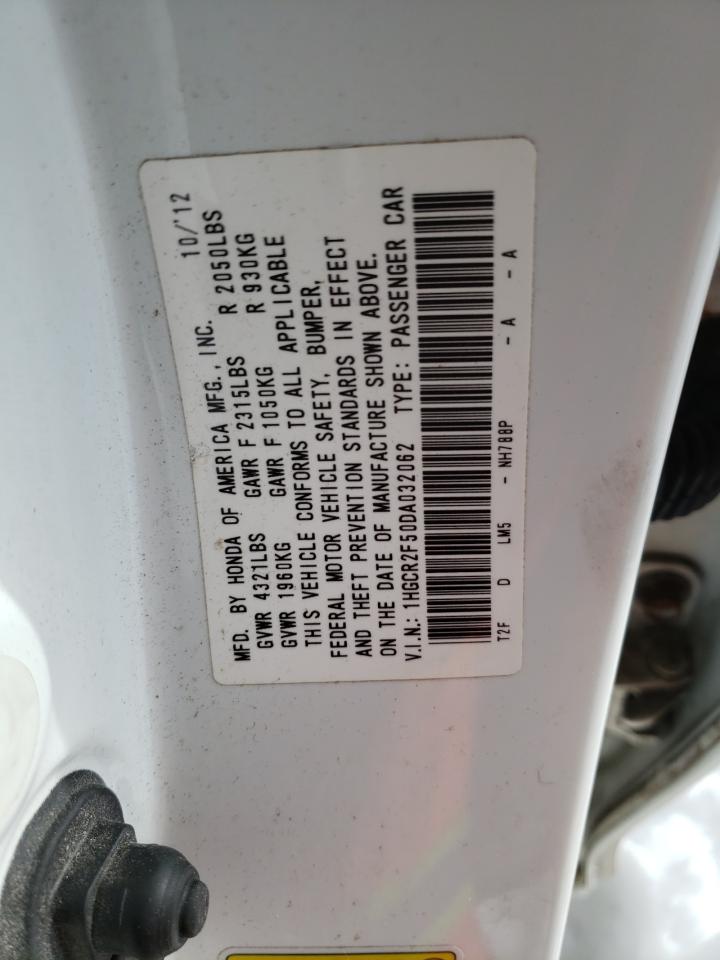 MFD. BY HONDA OF AMERICA MFG., INC. 10/'12
GVWR 4321LBS GAWR F 2315LBS R 2050LBS
GVWR 1960KG GAWR F 1050KG R 930KG
THIS VEHICLE CONFORMS TO ALL APPLICABLE
FEDERAL MOTOR VEHICLE SAFETY, BUMPER,
AND THEFT PREVENTION STANDARDS IN EFFECT
ON THE DATE OF MANUFACTURE SHOWN ABOVE.
V.I.N.: 1HGCR2F50DA032062 TYPE: PASSENGER CAR
T2F D LM5 - NH788P - A - A